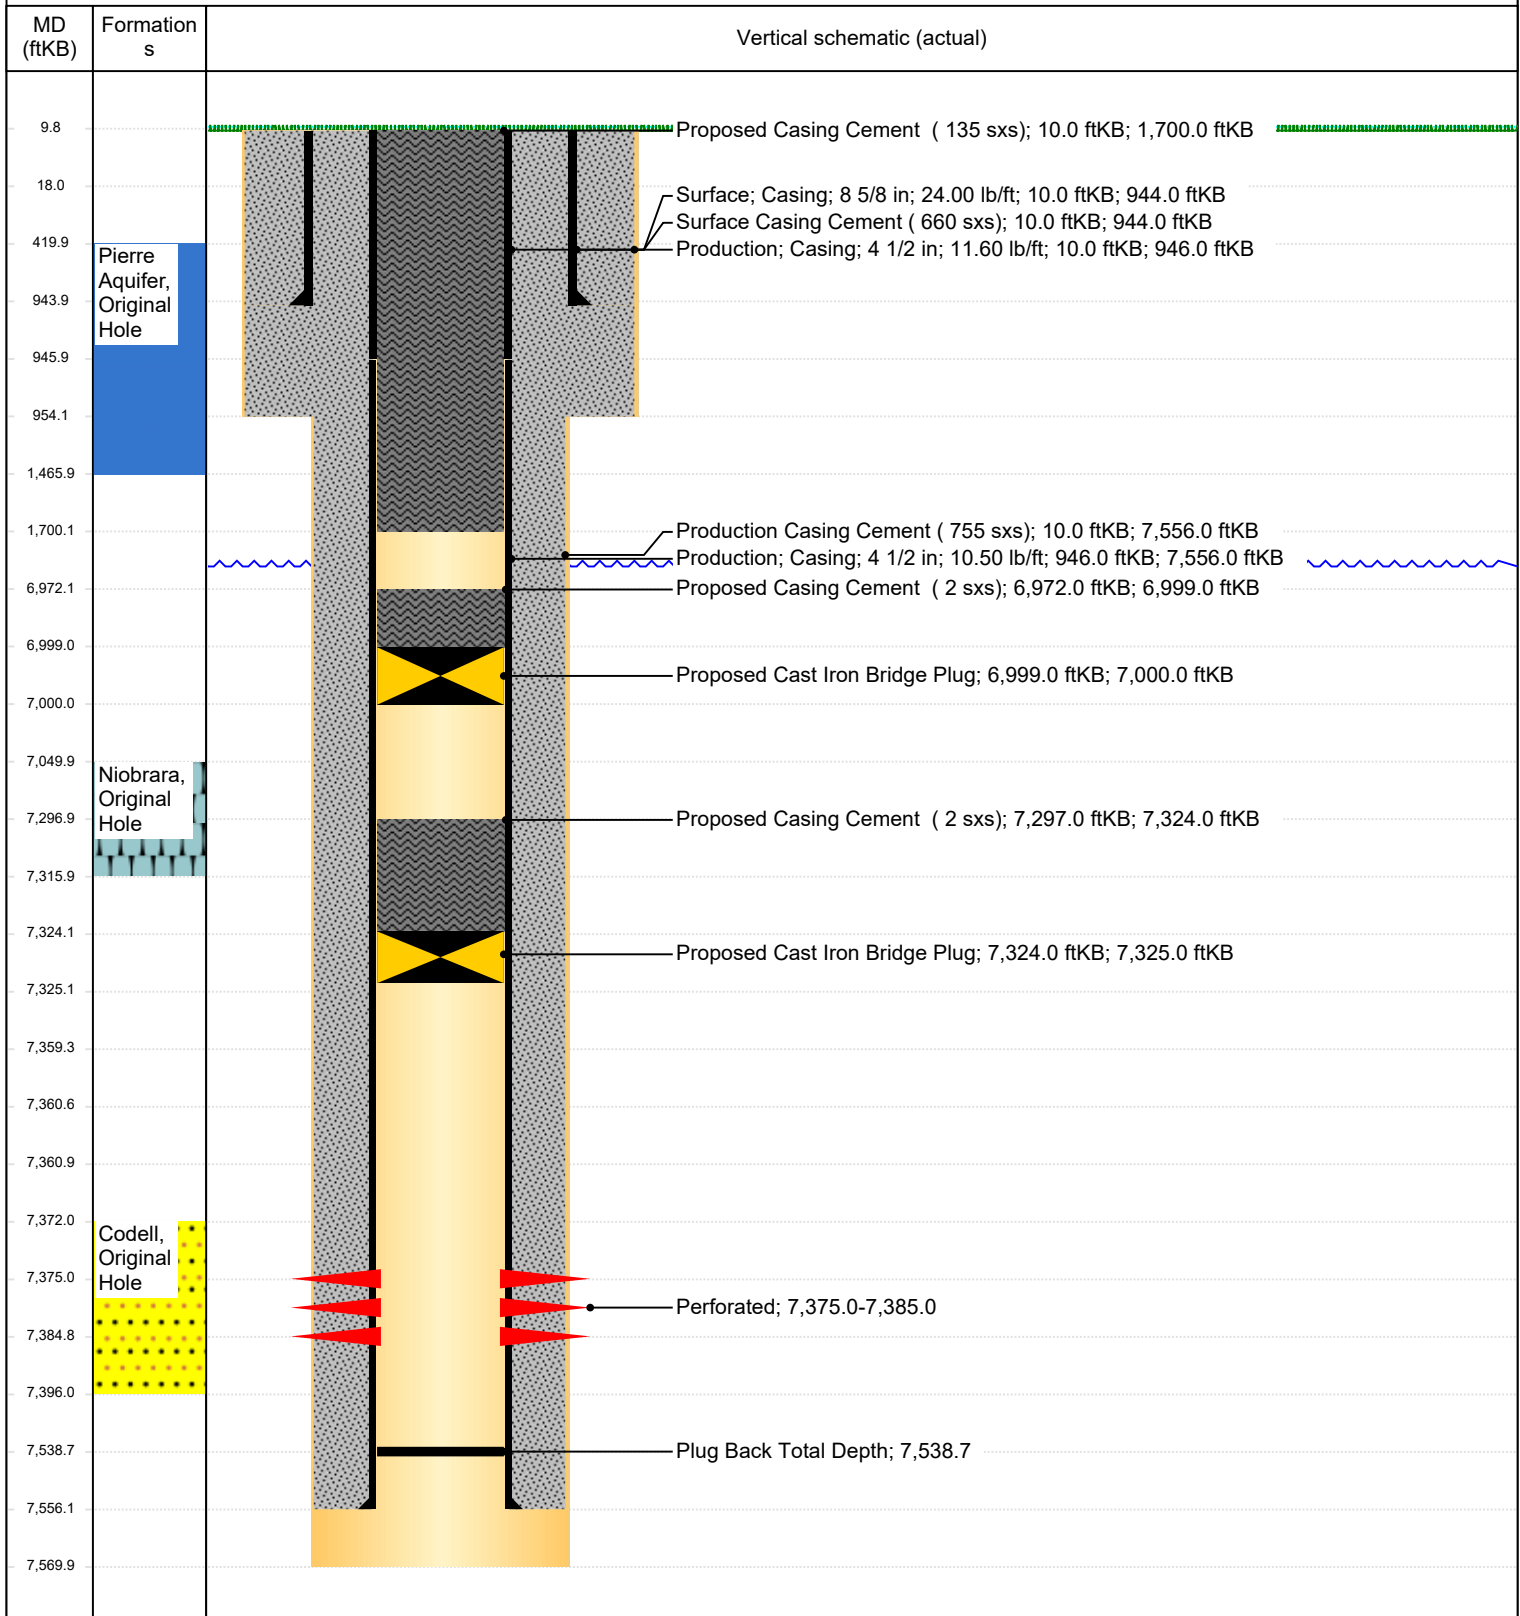 MD
(ftKB)
Formation
s
Vertical schematic (actual)
9.8
Proposed Casing Cement ( 135 sxs); 10.0 ftKB; 1,700.0 ftKB
18.0
Surface; Casing; 8 5/8 in; 24.00 lb/ft; 10.0 ftKB; 944.0 ftKB
Surface Casing Cement ( 660 sxs); 10.0 ftKB; 944.0 ftKB
419.9
Production; Casing; 4 1/2 in; 11.60 lb/ft; 10.0 ftKB; 946.0 ftKB
Pierre
Aquifer,
Original
Hole
943.9
945.9
954.1
1,465.9
1,700.1
Production Casing Cement ( 755 sxs); 10.0 ftKB; 7,556.0 ftKB
Production; Casing; 4 1/2 in; 10.50 lb/ft; 946.0 ftKB; 7,556.0 ftKB
6,972.1
Proposed Casing Cement ( 2 sxs); 6,972.0 ftKB; 6,999.0 ftKB
6,999.0
Proposed Cast Iron Bridge Plug; 6,999.0 ftKB; 7,000.0 ftKB
7,000.0
7,049.9
Niobrara,
Original
Hole
7,296.9
Proposed Casing Cement ( 2 sxs); 7,297.0 ftKB; 7,324.0 ftKB
7,315.9
7,324.1
Proposed Cast Iron Bridge Plug; 7,324.0 ftKB; 7,325.0 ftKB
7,325.1
7,359.3
7,360.6
7,360.9
7,372.0
Codell,
Original
Hole
7,375.0
Perforated; 7,375.0-7,385.0
7,384.8
7,396.0
7,538.7
Plug Back Total Depth; 7,538.7
7,556.1
7,569.9